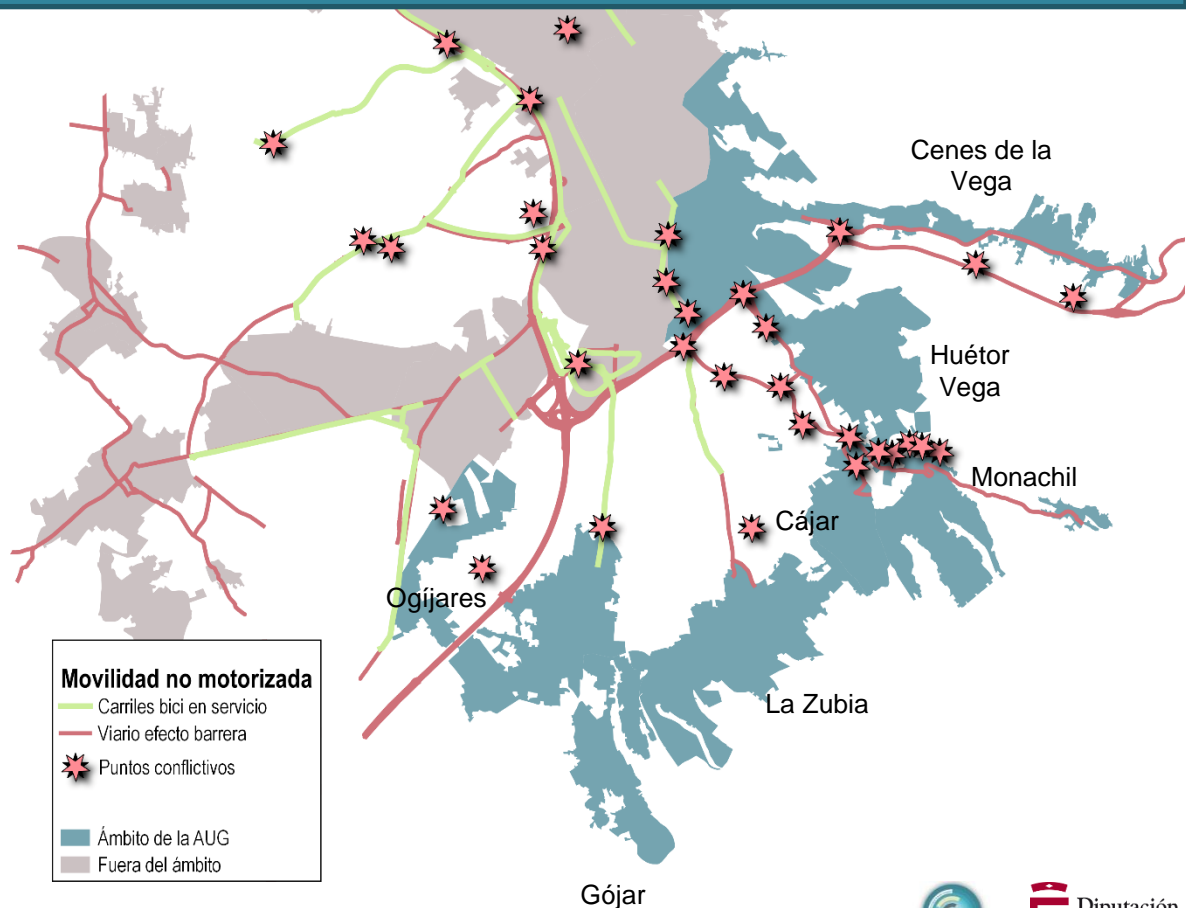 Cenes de la
Vega
Huétor
Vega
Monachil
Cájar
Ogíjares
La Zubia
Gójar
Movilidad no motorizada
Carriles bici en servicio
Viario efecto barrera
Puntos conflictivos
Ámbito de la AUG
Fuera del ámbito
Diputación